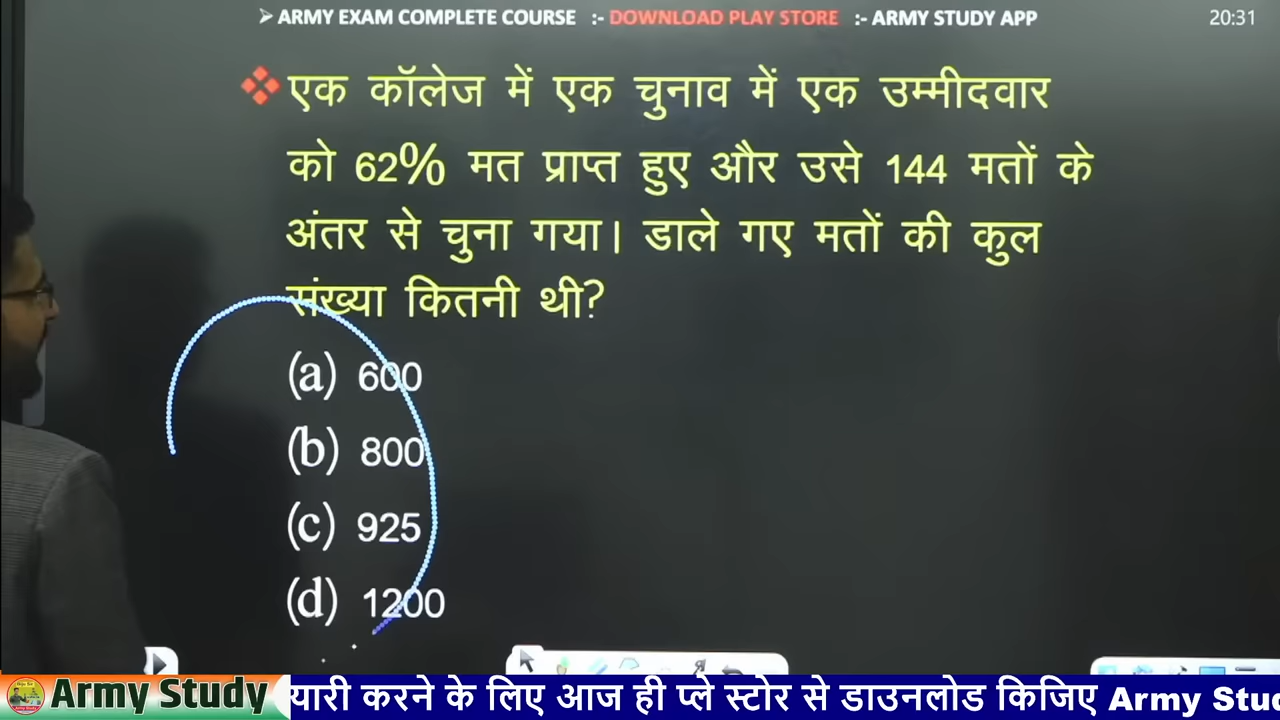 ➢ ARMY EXAM COMPLETE COURSE :- DOWNLOAD PLAY STORE :- ARMY STUDY APP 20:31
❖ एक कॉलेज में एक चुनाव में एक उम्मीदवार
को 62% मत प्राप्त हुए और उसे 144 मतों के
अंतर से चुना गया। डाले गए मतों की कुल
संख्या कितनी थी?
(a) 600
(b) 800
(c) 925
(d) 1200
Army Study यारी करने के लिए आज ही प्ले स्टोर से डाउनलोड किजिए Army Stu